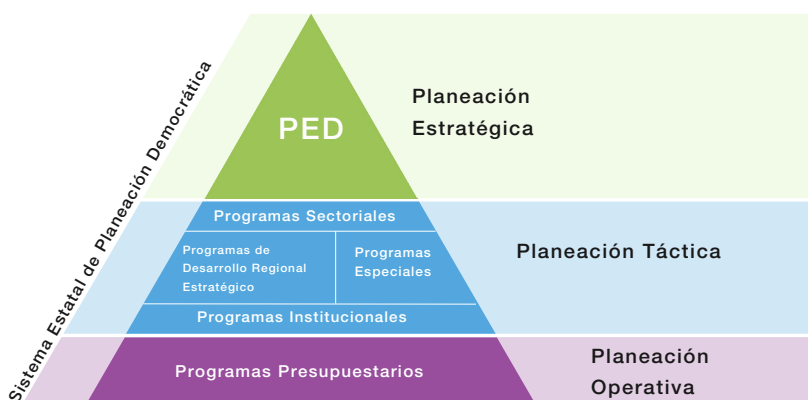 Sistema Estatal de Planeación Democrática
PED
Planeación
Estratégica
Programas Sectoriales
Programas de
Desarrollo Regional
Estratégico
Programas
Especiales
Programas Institucionales
Planeación Táctica
Programas Presupuestarios
Planeación
Operativa